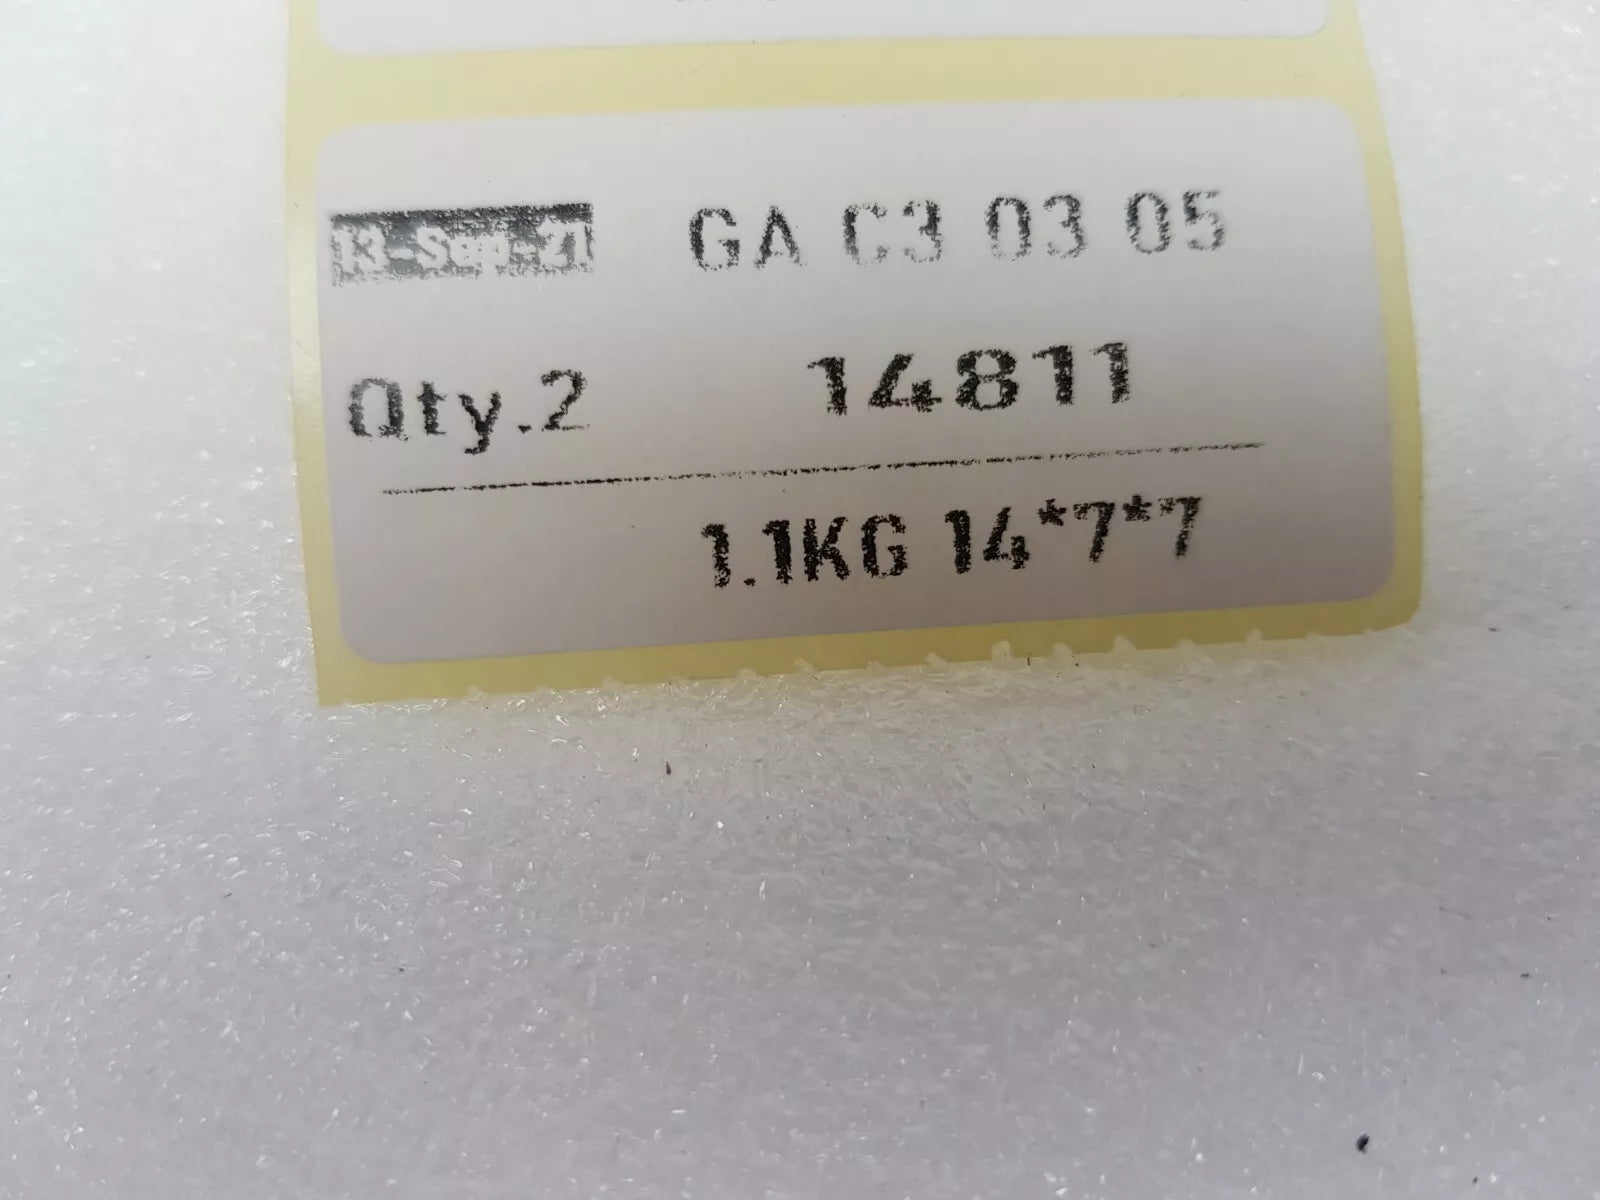 13-Sep-21 GA C3 03 05
Qty.2 14811
1.1KG 14*7*7